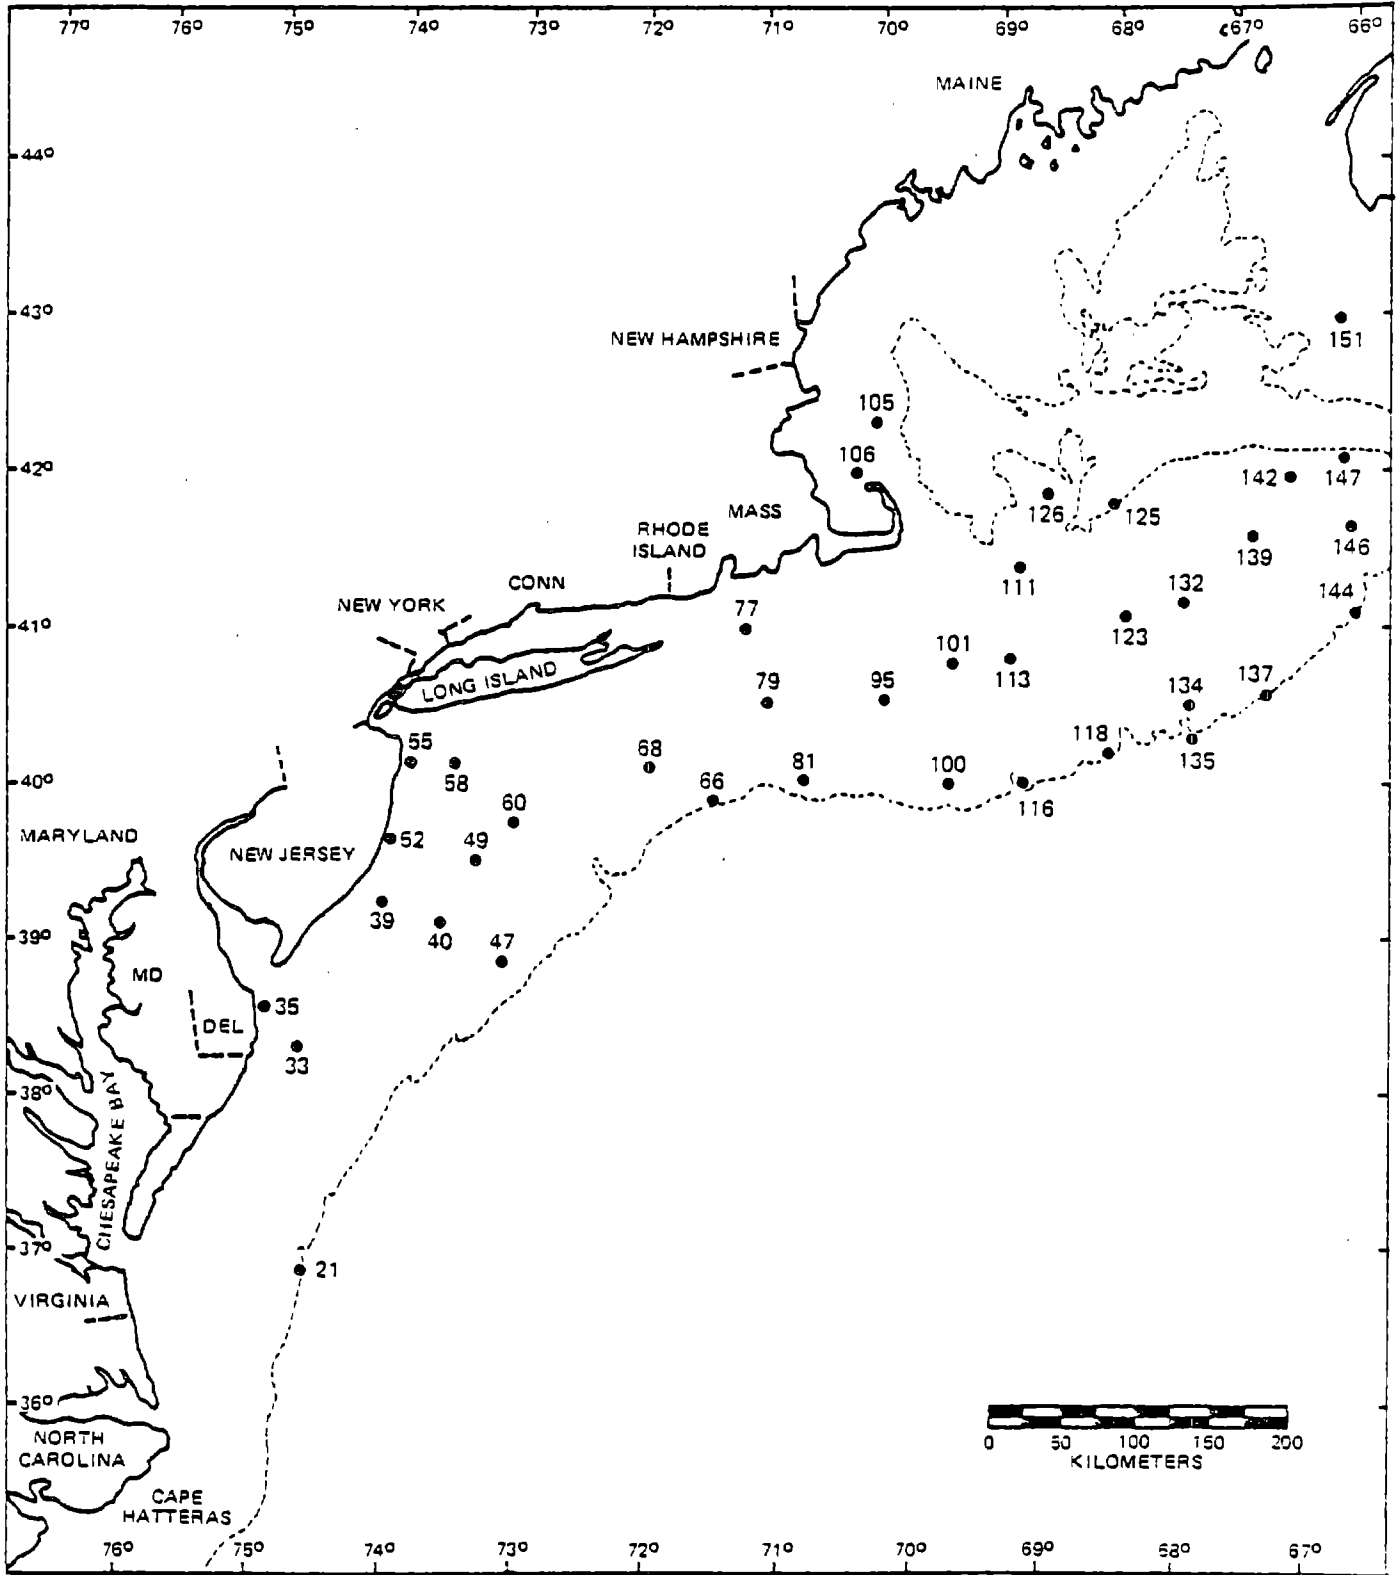 77° 76° 75° 74° 73° 72° 71° 70° 69° 68° 67° 66°
MAINE
44°
43°
NEW HAMPSHIRE
151
105
42°
106
142
147
MASS
126
125
RHODE
ISLAND
139
146
CONN
111
132
144
NEW YORK
77
41°
123
101
113
LONG ISLAND
79
95
134
137
55
68
118
58
81
100
135
40°
66
116
60
MARYLAND
52
49
NEW JERSEY
39
40
47
39°
MD
35
DEL
33
38°
CHESAPEAKE BAY
37°
21
VIRGINIA
36°
NORTH
CAROLINA
0 50 100 150 200
KILOMETERS
CAPE
HATTERAS
76° 75° 74° 73° 72° 71° 70° 69° 68° 67°